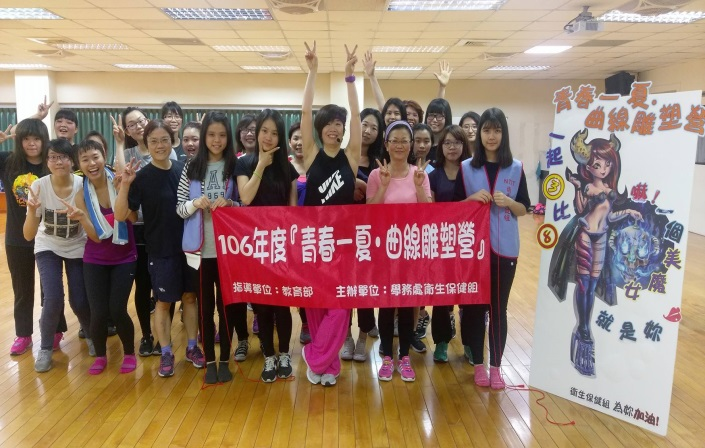 106年度『青春一夏‧曲線雕塑營』
指導單位：教育部 主辦單位：學務處衛生保健組
青春一夏‧
曲線雕塑營
一起③比⑧
嚇！一個美魔女
就是妳
衛生保健組 為妳加油！